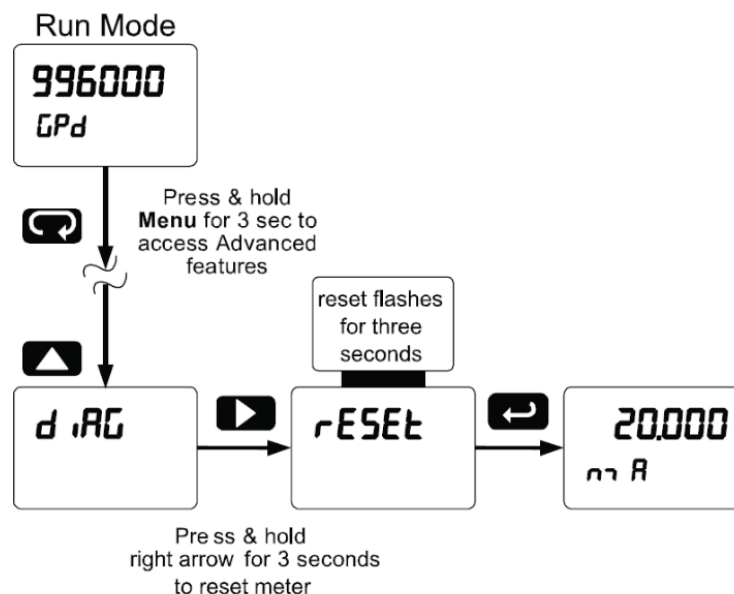 Run Mode
996000
GPd
Press & hold
Menu for 3 sec to
access Advanced
features
reset flashes
for three
seconds
diAG
rESEt
20.000
mA
Press & hold
right arrow for 3 seconds
to reset meter